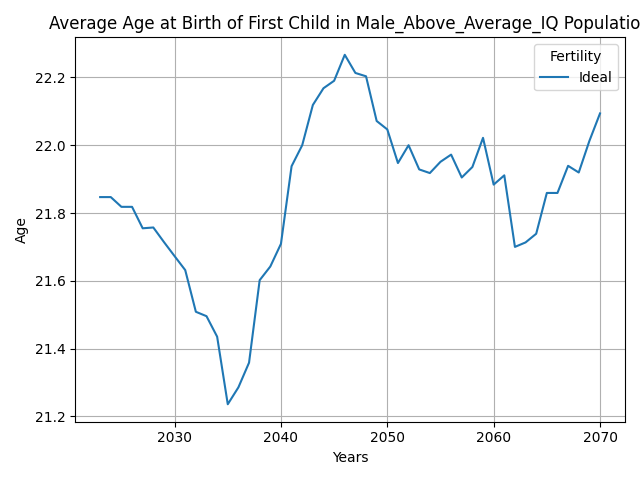 Average Age at Birth of First Child in Male_Above_Average_IQ Populatio
Fertility
Ideal
22.2
22.0
21.8
21.6
21.4
21.2
Age
2030 2040 2050 2060 2070
Years